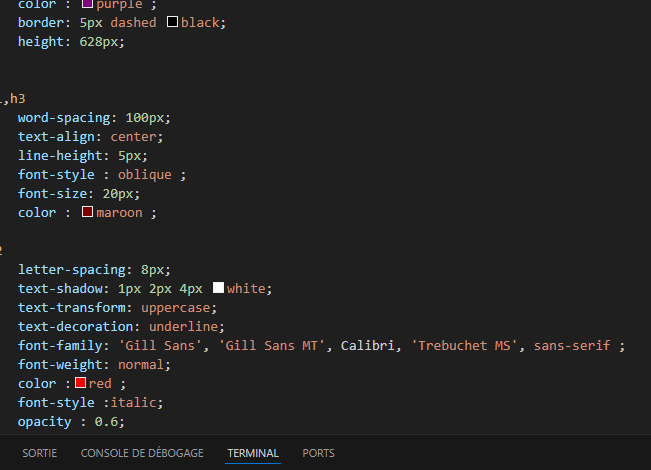 color : purple ;
border: 5px dashed black;
height: 628px;
,h3
word-spacing: 100px;
text-align: center;
line-height: 5px;
font-style : oblique ;
font-size: 20px;
color : maroon ;
letter-spacing: 8px;
text-shadow: 1px 2px 4px white;
text-transform: uppercase;
text-decoration: underline;
font-family: 'Gill Sans', 'Gill Sans MT', Calibri, 'Trebuchet MS', sans-serif ;
font-weight: normal;
color :red ;
font-style :italic;
opacity : 0.6;
SORTIE CONSOLE DE DÉBOGAGE TERMINAL PORTS